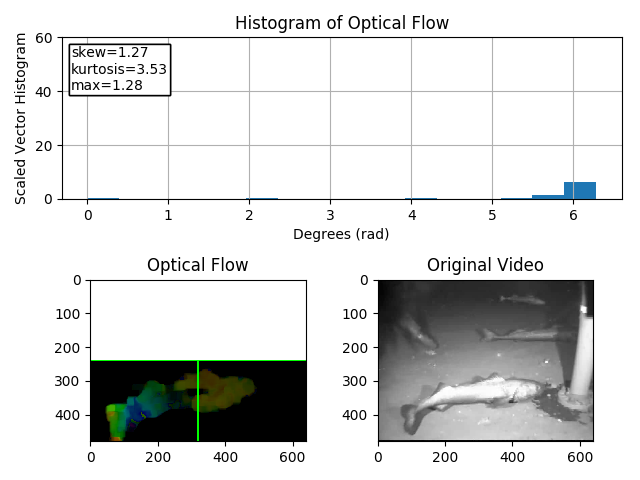 Histogram of Optical Flow
60
40
20
0
Scaled Vector Histogram
skew=1.27
kurtosis=3.53
max=1.28
0 1 2 3 4 5 6
Degrees (rad)
Optical Flow
0
100
200
300
400
0 200 400 600
Original Video
0
100
200
300
400
0 200 400 600